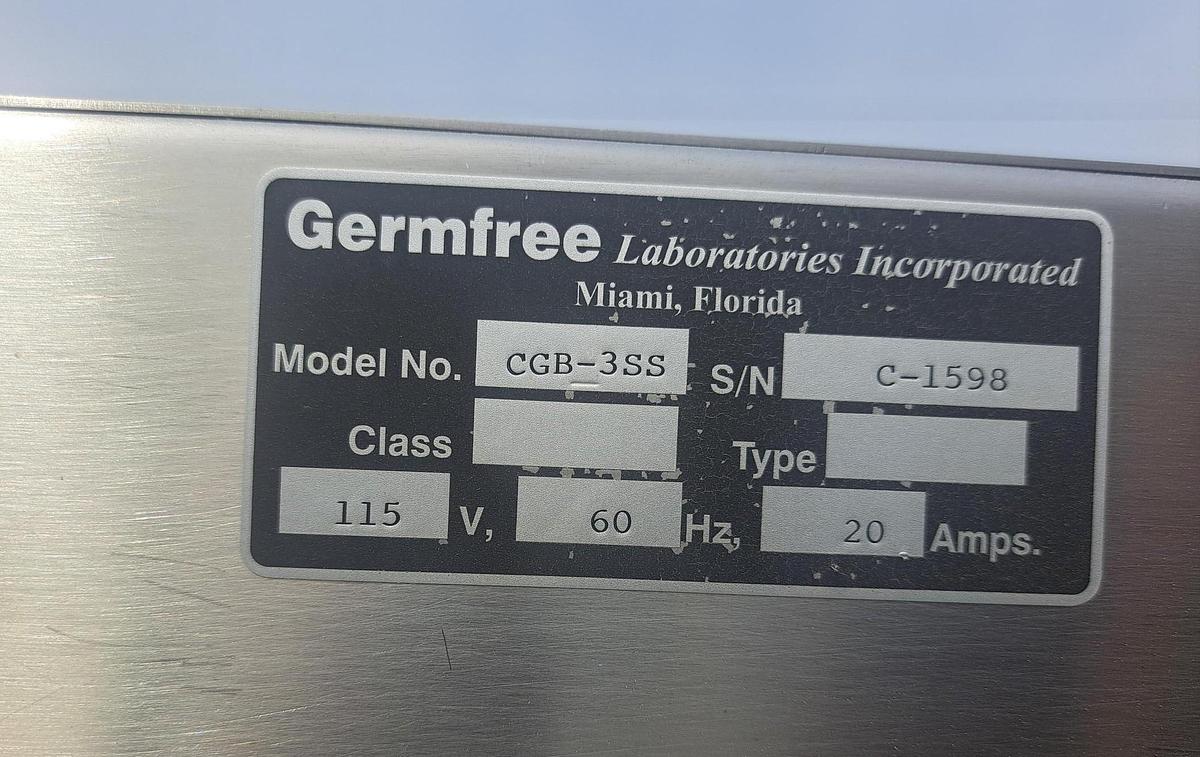 Germfree Laboratories Incorporated
Miami, Florida
Model No. CGB-3SS S/N C-1598
Class Type
115 V, 60 Hz, 20 Amps.